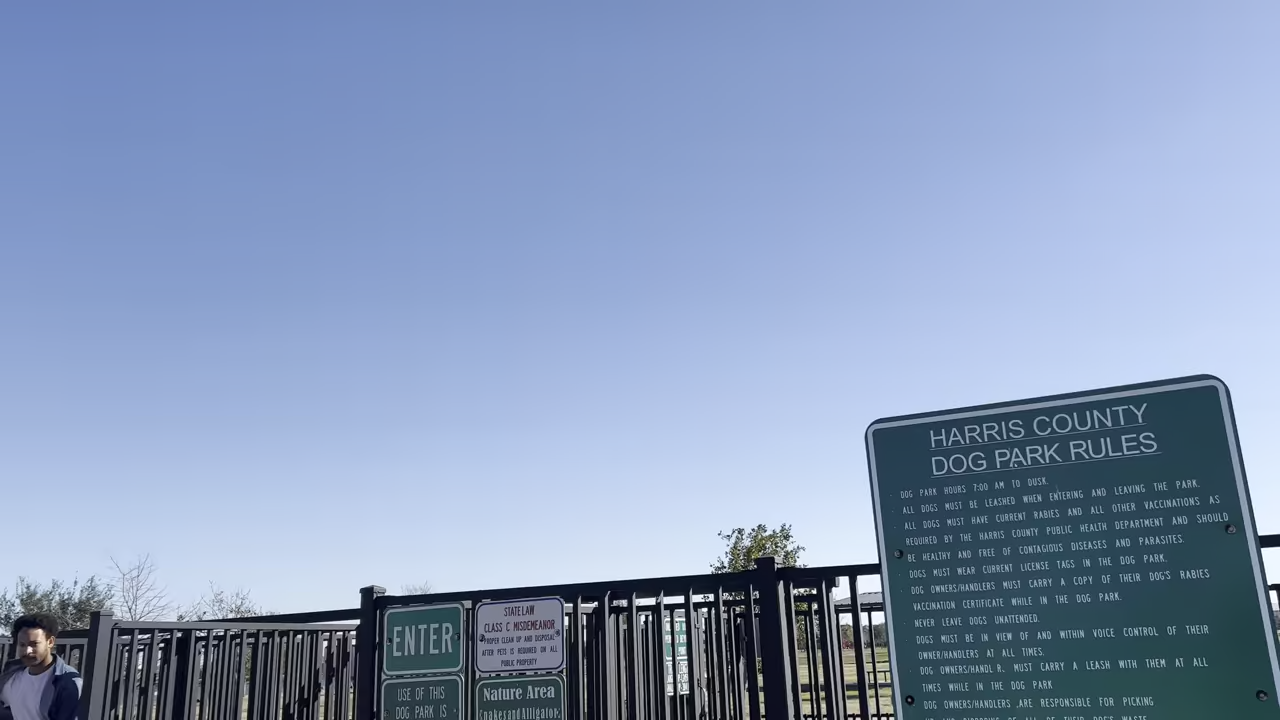 HARRIS COUNTY
DOG PARK RULES
DOG PARK HOURS 7:00 AM TO DUSK.
ALL DOGS MUST BE LEASHED WHEN ENTERING AND LEAVING THE PARK.
ALL DOGS MUST HAVE CURRENT RABIES AND ALL OTHER VACCINATIONS AS
REQUIRED BY THE HARRIS COUNTY PUBLIC HEALTH DEPARTMENT AND SHOULD
BE HEALTHY AND FREE OF CONTAGIOUS DISEASES AND PARASITES.
DOGS MUST WEAR CURRENT LICENSE TAGS IN THE DOG PARK.
DOG OWNERS/HANDLERS MUST CARRY A COPY OF THEIR DOG'S RABIES
VACCINATION CERTIFICATE WHILE IN THE DOG PARK.
NEVER LEAVE DOGS UNATTENDED.
DOGS MUST BE IN VIEW OF AND WITHIN VOICE CONTROL OF THEIR
OWNER/HANDLERS AT ALL TIMES.
DOG OWNERS/HANDL R. MUST CARRY A LEASH WITH THEM AT ALL
TIMES WHILE IN THE DOG PARK
DOG OWNERS/HANDLERS ,ARE RESPONSIBLE FOR PICKING
ENTER
USE OF THIS
DOG PARK IS
STATE LAW
CLASS C MISDEMEANOR
PROPER CLEAN UP AND DISPOSAL
AFTER PETS IS REQUIRED ON ALL
PUBLIC PROPERTY
Nature Area
Snakes and Alligator